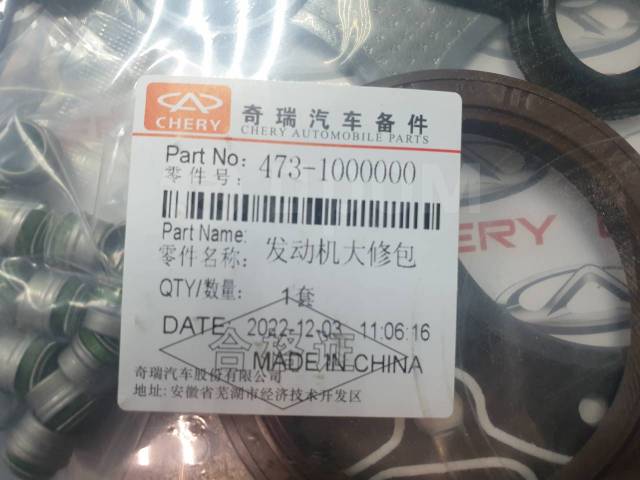 CHERY
奇瑞汽车备件
CHERY AUTOMOBILE PARTS
Part No: 473-1000000
零件号:
Part Name:
零件名称: 发动机大修包
QTY/数量: 1套
DATE 2022-12-03 11:06:16
合格证
MADE IN CHINA
奇瑞汽车股份有限公司
地址: 安徽省芜湖市经济技术开发区
CHERY